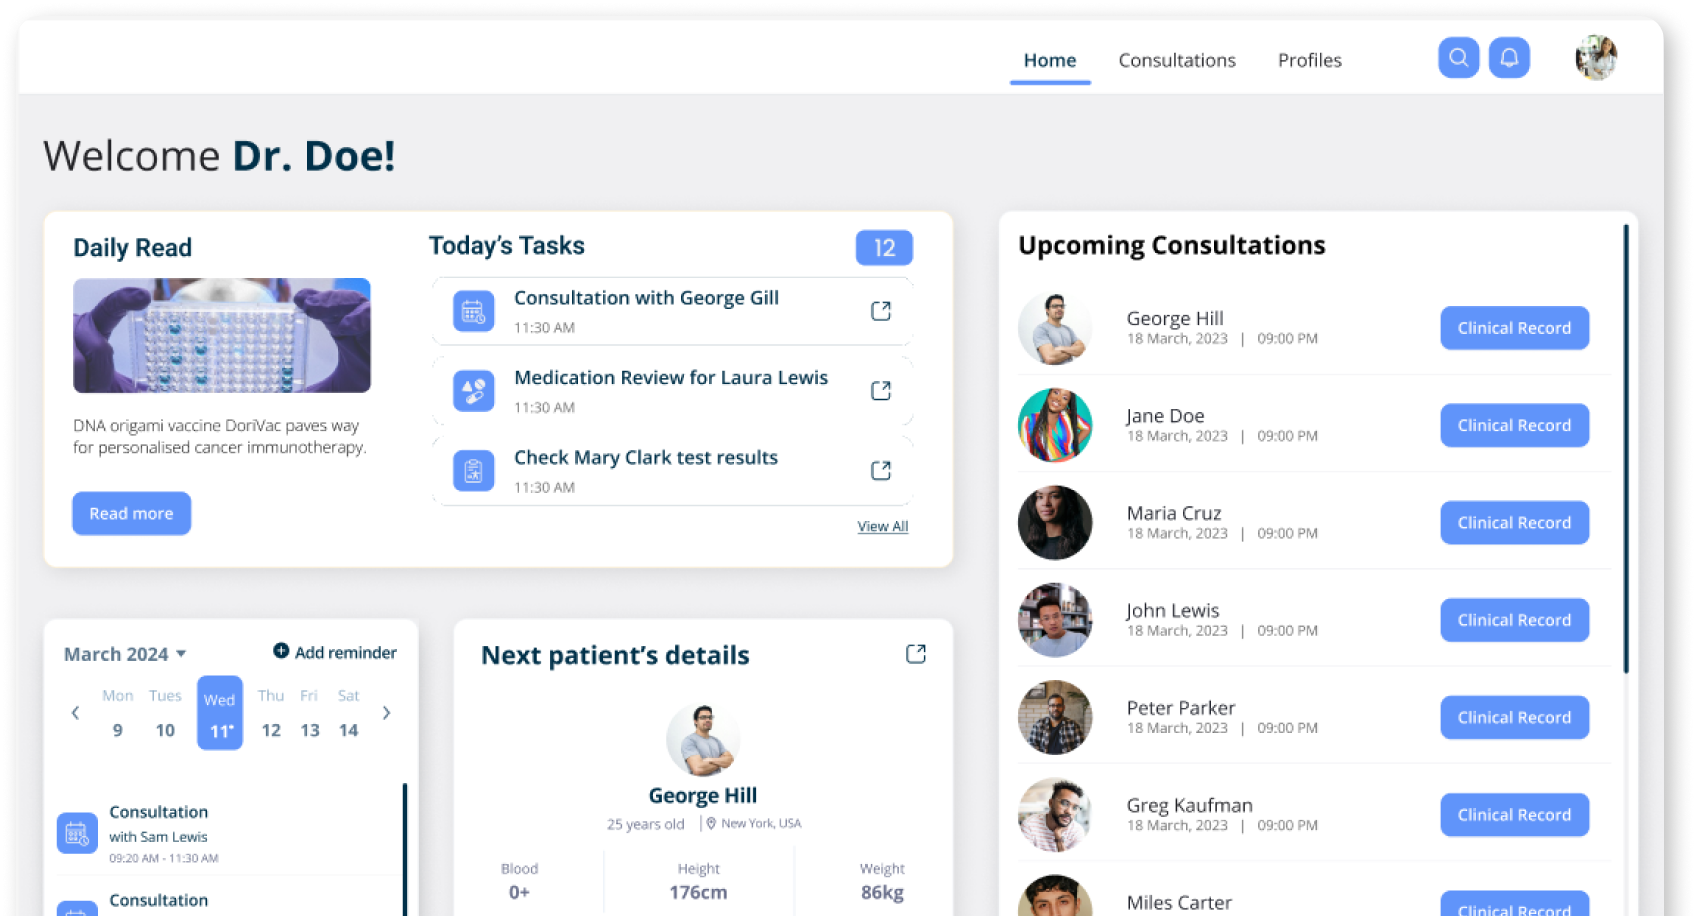 Home
Consultations
Profiles
Welcome Dr. Doe!
Daily Read
DNA origami vaccine DoriVac paves way
for personalised cancer immunotherapy.
Read more
Today's Tasks
12
Consultation with George Gill
11:30 AM
Medication Review for Laura Lewis
11:30 AM
Check Mary Clark test results
11:30 AM
View All
March 2024
Add reminder
Mon Tues Wed Thu Fri Sat
9 10 11 12 13 14
Consultation
with Sam Lewis
09:20 AM - 11:30 AM
Consultation
Next patient's details
George Hill
25 years old | New York, USA
Blood
0+
Height
176cm
Weight
86kg
Upcoming Consultations
George Hill
18 March, 2023 | 09:00 PM
Clinical Record
Jane Doe
18 March, 2023 | 09:00 PM
Clinical Record
Maria Cruz
18 March, 2023 | 09:00 PM
Clinical Record
John Lewis
18 March, 2023 | 09:00 PM
Clinical Record
Peter Parker
18 March, 2023 | 09:00 PM
Clinical Record
Greg Kaufman
18 March, 2023 | 09:00 PM
Clinical Record
Miles Carter
Clinical Record